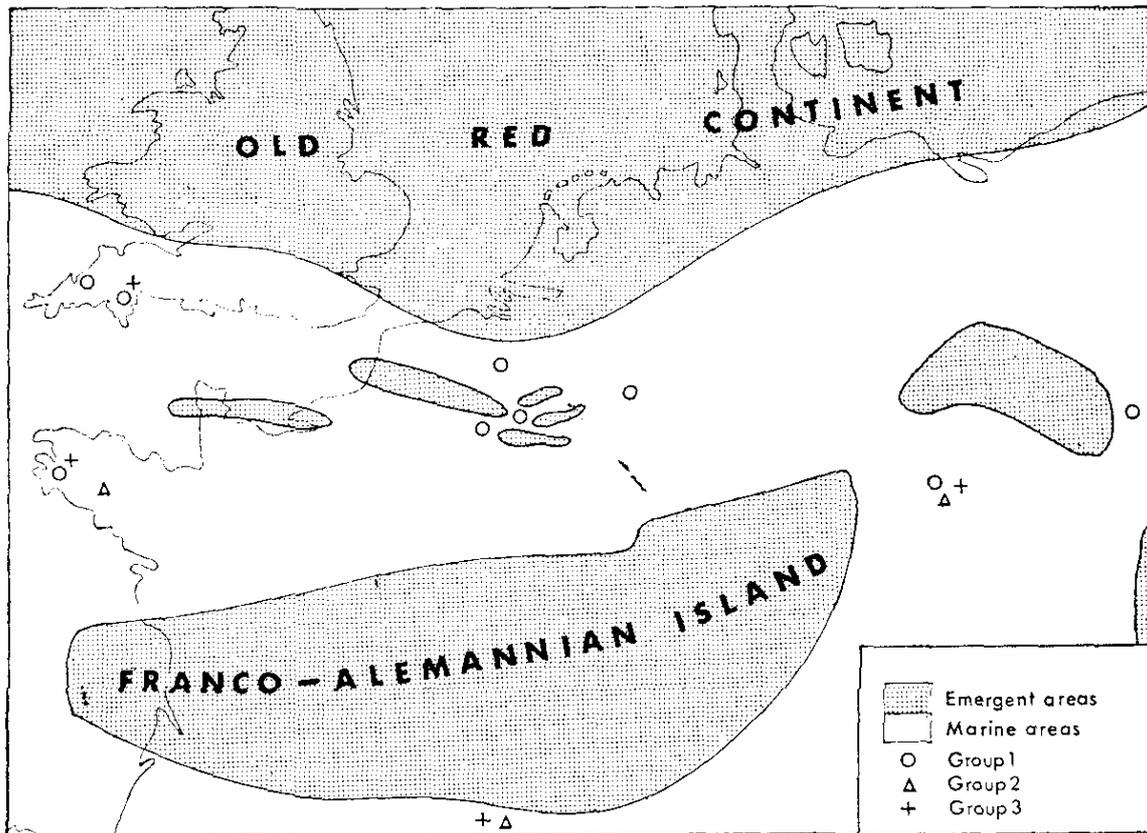 OLD RED CONTINENT
FRANCO-ALEMANNIAN ISLAND
Emergent areas
Marine areas
Group 1
Group 2
Group 3